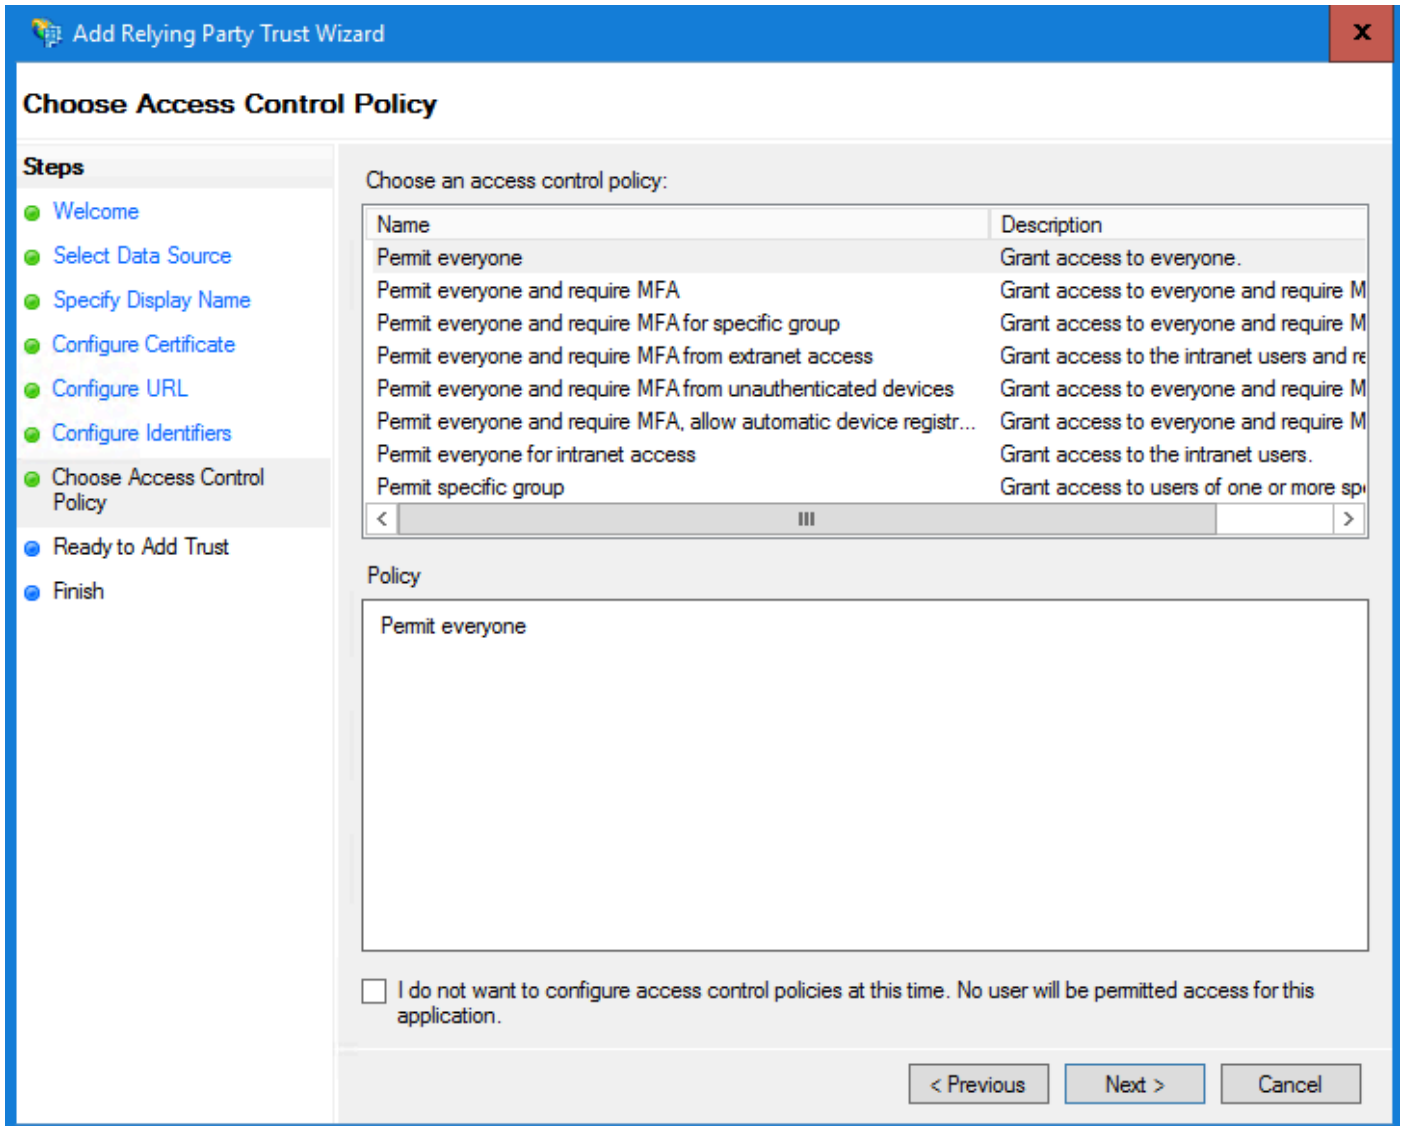 Add Relying Party Trust Wizard
x
Choose Access Control Policy
Steps
Welcome
Select Data Source
Specify Display Name
Configure Certificate
Configure URL
Configure Identifiers
Choose Access Control
Policy
Ready to Add Trust
Finish
Choose an access control policy:
Name Description
Permit everyone Grant access to everyone.
Permit everyone and require MFA Grant access to everyone and require M
Permit everyone and require MFA for specific group Grant access to everyone and require M
Permit everyone and require MFA from extranet access Grant access to the intranet users and re
Permit everyone and require MFA from unauthenticated devices Grant access to everyone and require M
Permit everyone and require MFA, allow automatic device registr... Grant access to everyone and require M
Permit everyone for intranet access Grant access to the intranet users.
Permit specific group Grant access to users of one or more spe
Policy
Permit everyone
I do not want to configure access control policies at this time. No user will be permitted access for this
application.
< Previous Next > Cancel